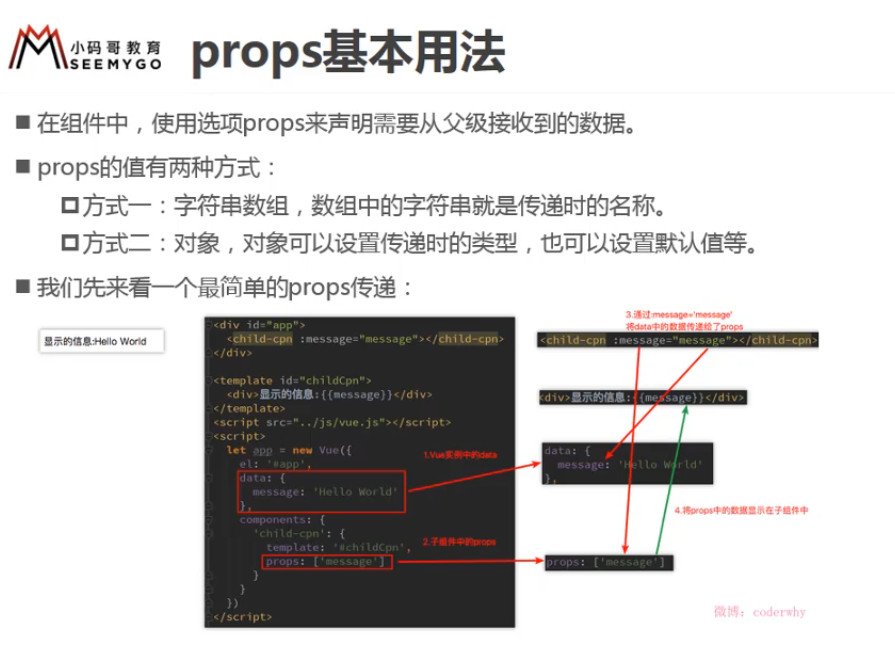 小码哥教育
SEEMYGO
props基本用法
在组件中，使用选项props来声明需要从父级接收到的数据。
props的值有两种方式：
方式一：字符串数组，数组中的字符串就是传递时的名称。
方式二：对象，对象可以设置传递时的类型，也可以设置默认值等。
我们先来看一个最简单的props传递：
显示的信息:Hello World
<div id="app">
<child-cpn :message="message"></child-cpn>
</div>
<template id="childCpn">
<div>显示的信息:{{message}}</div>
</template>
<script src="../js/vue.js"></script>
<script>
let app = new Vue({
el: '#app',
data: {
message: 'Hello World'
},
components: {
'child-cpn': {
template: '#childCpn',
props: ['message']
}
}
})
</script>
1.Vue实例中的data
2.子组件中的props
3.通过:message='message'
将data中的数据传递给了props
<child-cpn :message="message"></child-cpn>
<div>显示的信息:{{message}}</div>
data: {
message: 'Hello World'
},
4.将props中的数据显示在子组件中
props: ['message']
微博：coderwhy